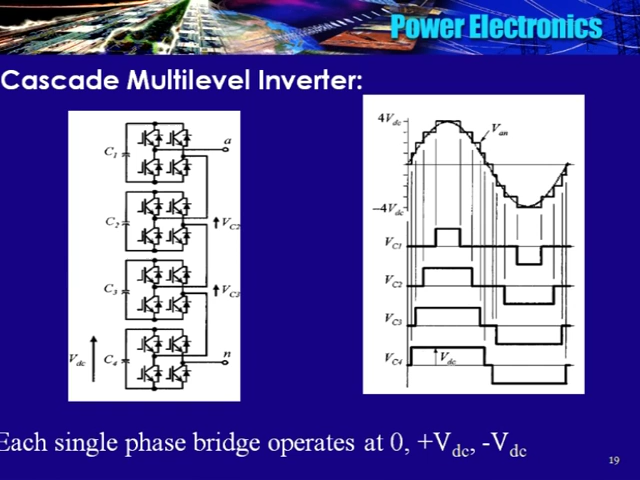 Power Electronics
Cascade Multilevel Inverter:
C1
a
C2
VC2
C3
VC3
Vdc
C4
n
4Vdc
Van
−4Vdc
VC1
VC2
VC3
VC4
Vdc
Each single phase bridge operates at 0, +Vdc, -Vdc
19